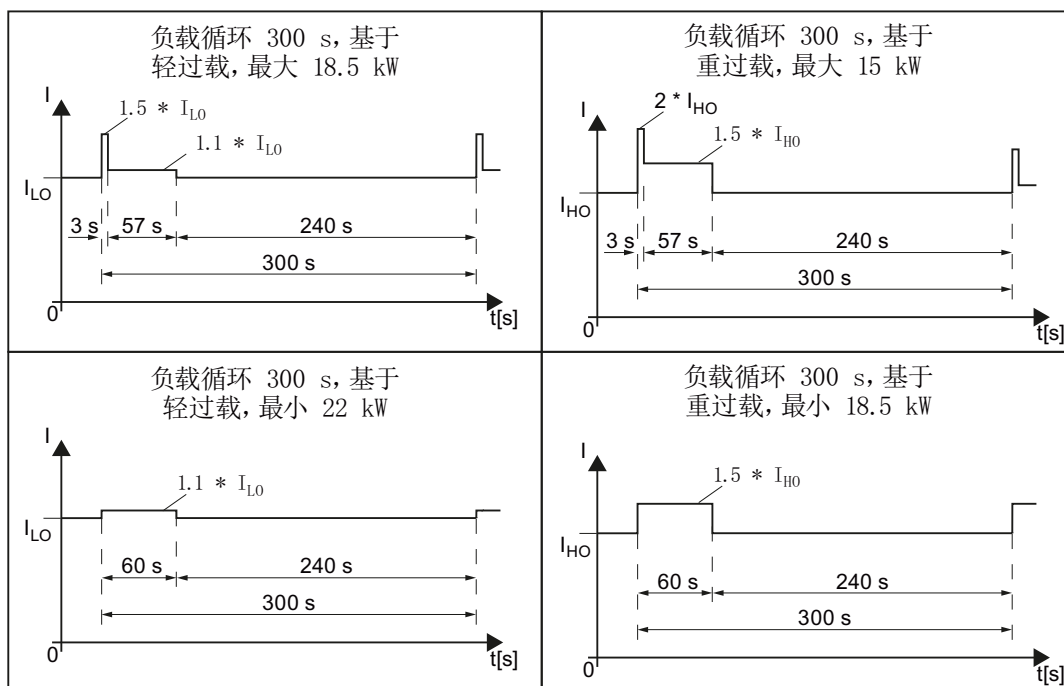 负载循环 300 s, 基于
轻过载, 最大 18.5 kW
I
1.5 * I_LO
1.1 * I_LO
I_LO
3 s
57 s
240 s
300 s
0
t[s]
负载循环 300 s, 基于
重过载, 最大 15 kW
I
2 * I_HO
1.5 * I_HO
I_HO
3 s
57 s
240 s
300 s
0
t[s]
负载循环 300 s, 基于
轻过载, 最小 22 kW
I
1.1 * I_LO
I_LO
60 s
240 s
300 s
0
t[s]
负载循环 300 s, 基于
重过载, 最小 18.5 kW
I
1.5 * I_HO
I_HO
60 s
240 s
300 s
0
t[s]